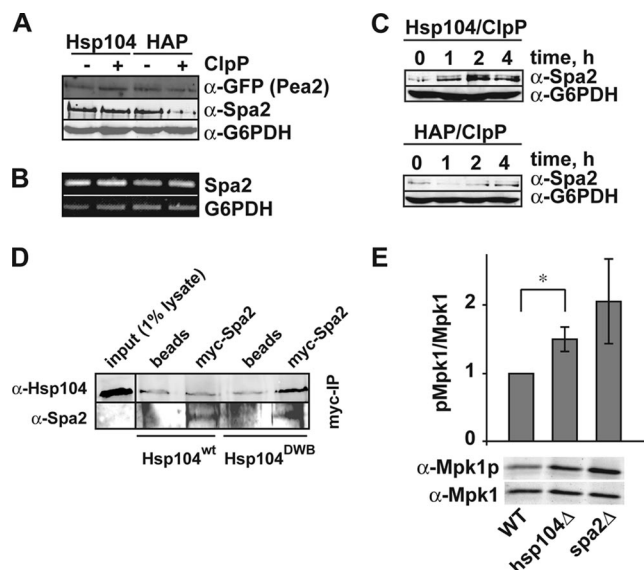 A
Hsp104 HAP
- + - + ClpP
α-GFP (Pea2)
α-Spa2
α-G6PDH
B
Spa2
G6PDH
C
Hsp104/ClpP
0 1 2 4 time, h
α-Spa2
α-G6PDH
HAP/ClpP
0 1 2 4 time, h
α-Spa2
α-G6PDH
D
input (1% lysate)
beads
myc-Spa2
beads
myc-Spa2
α-Hsp104
α-Spa2
myc-IP
Hsp104wt Hsp104DWB
E
pMpk1/Mpk1
2
1
0
*
α-Mpk1p
α-Mpk1
WT
hsp104Δ
spa2Δ